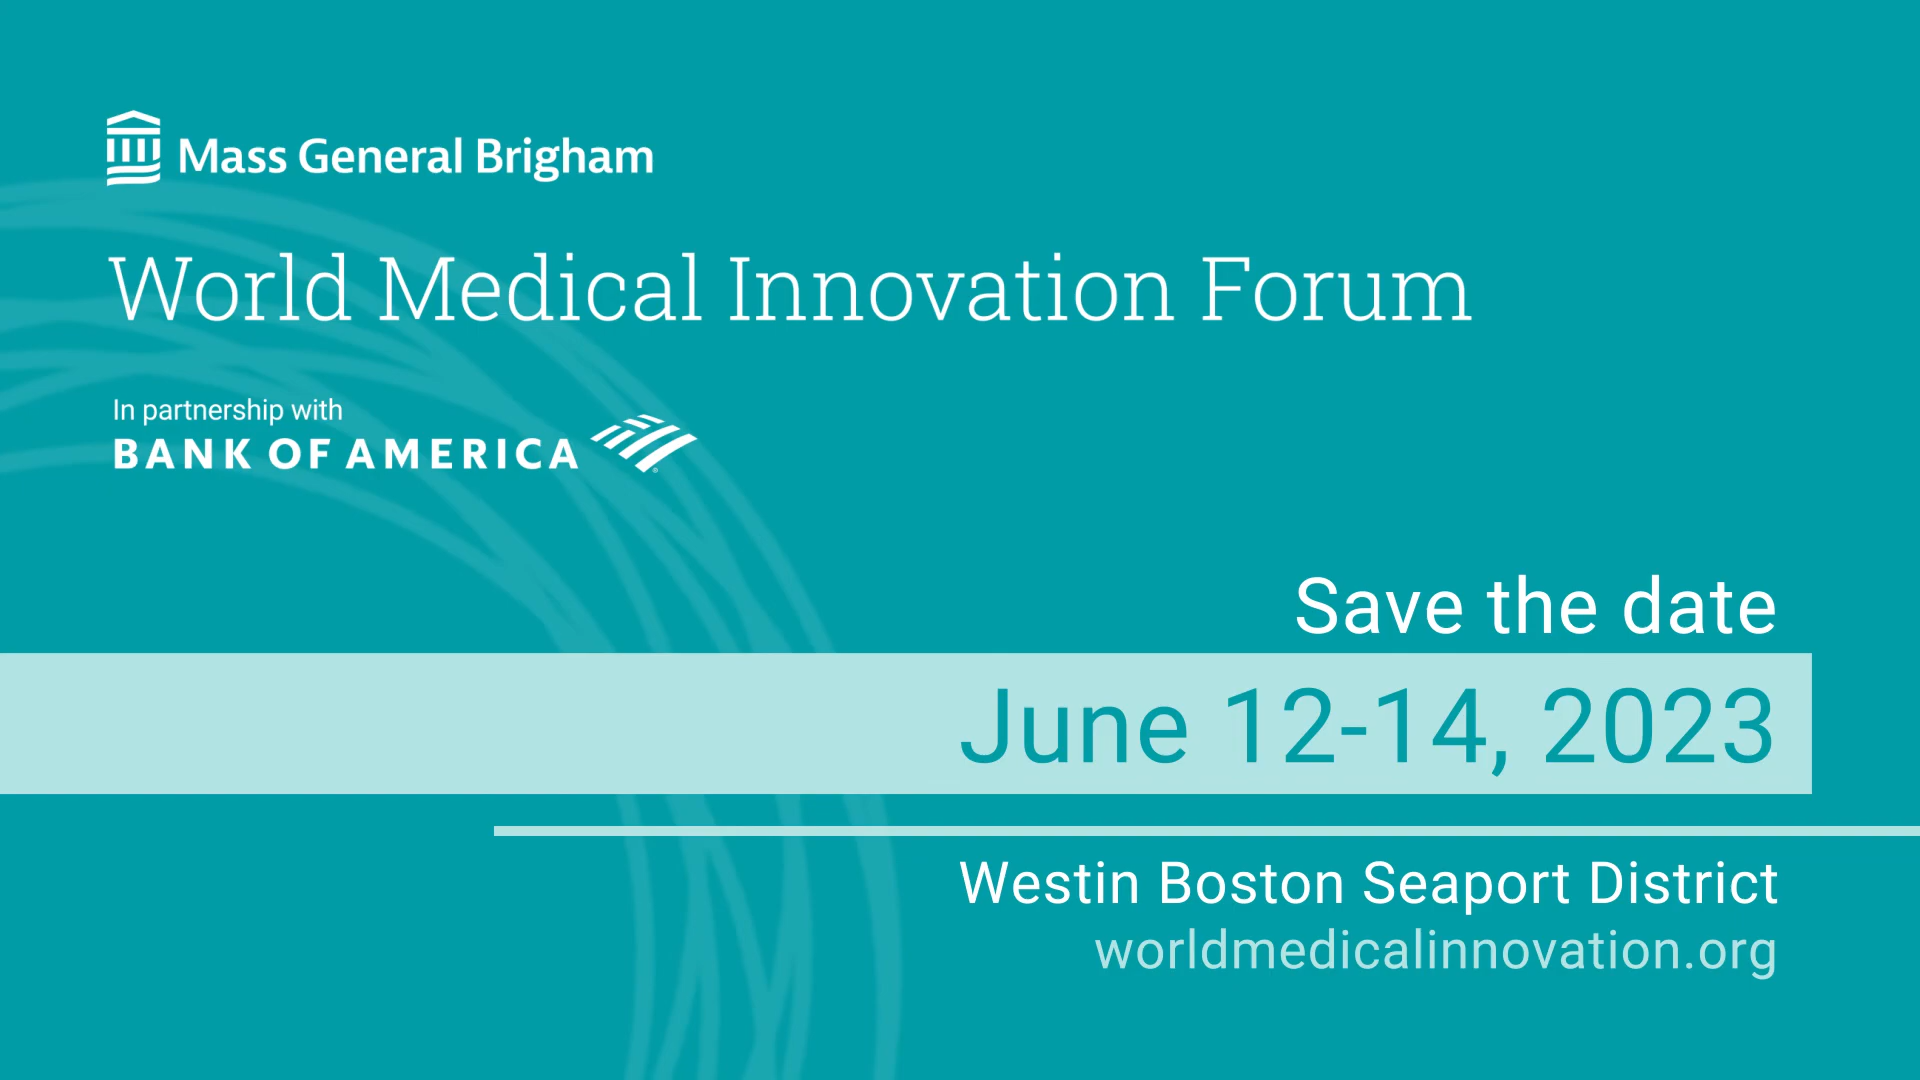 Mass General Brigham
World Medical Innovation Forum
In partnership with
BANK OF AMERICA
Save the date
June 12-14, 2023
Westin Boston Seaport District
worldmedicalinnovation.org